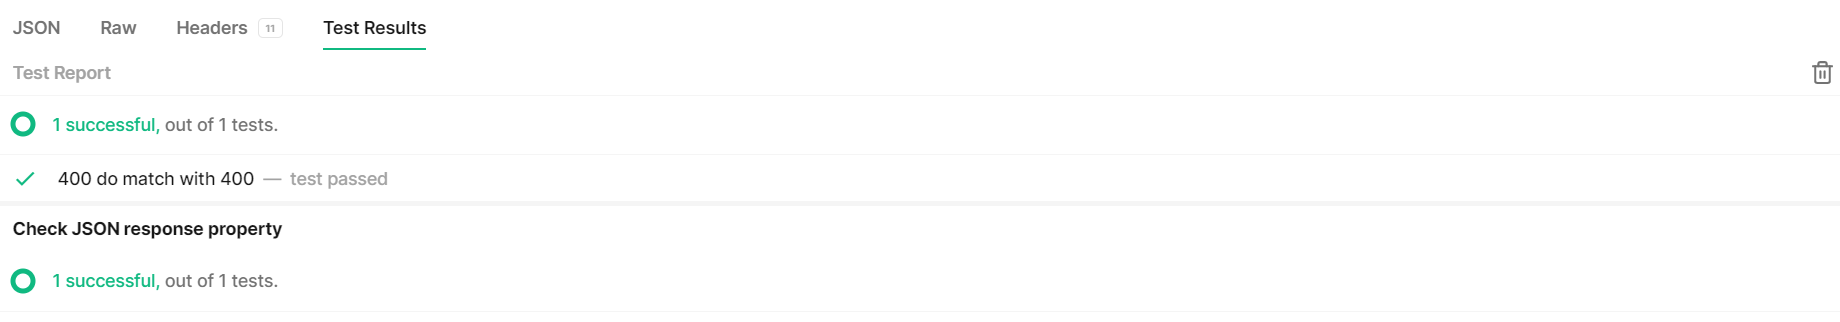 JSON Raw Headers 11 Test Results
Test Report
1 successful, out of 1 tests.
400 do match with 400 — test passed
Check JSON response property
1 successful, out of 1 tests.